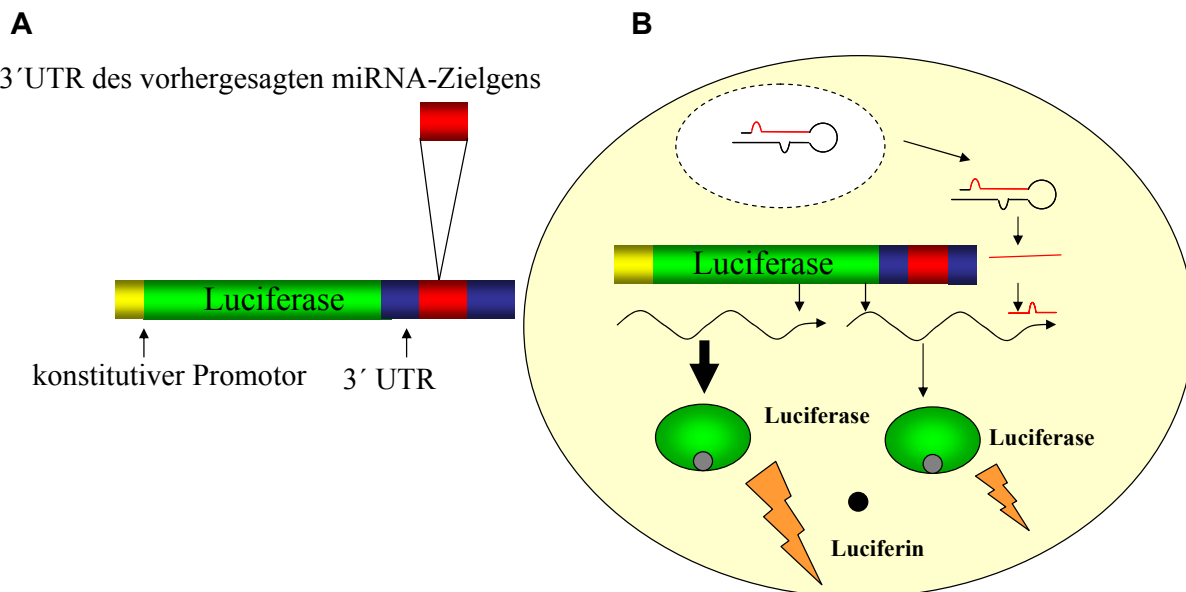 A
3´UTR des vorhergesagten miRNA-Zielgens
Luciferase
konstitutiver Promotor
3´ UTR
B
Luciferase
Luciferase
Luciferase
Luciferin